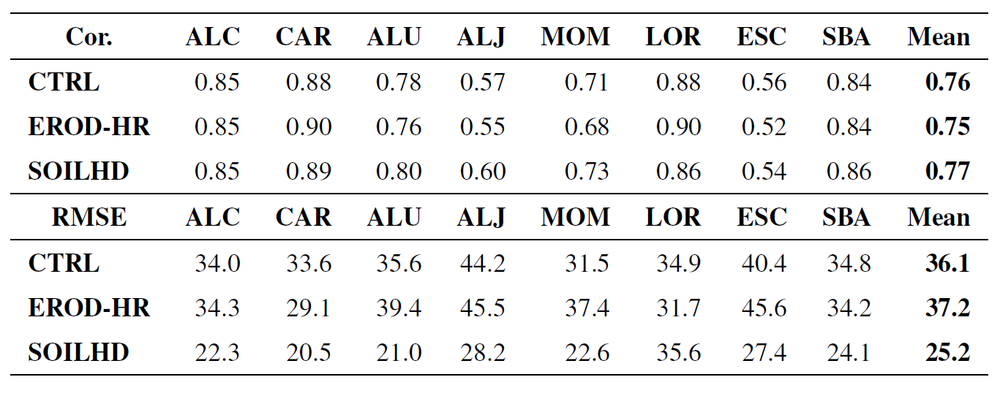 Cor. ALC CAR ALU ALJ MOM LOR ESC SBA Mean
CTRL 0.85 0.88 0.78 0.57 0.71 0.88 0.56 0.84 0.76
EROD-HR 0.85 0.90 0.76 0.55 0.68 0.90 0.52 0.84 0.75
SOILHD 0.85 0.89 0.80 0.60 0.73 0.86 0.54 0.86 0.77
RMSE ALC CAR ALU ALJ MOM LOR ESC SBA Mean
CTRL 34.0 33.6 35.6 44.2 31.5 34.9 40.4 34.8 36.1
EROD-HR 34.3 29.1 39.4 45.5 37.4 31.7 45.6 34.2 37.2
SOILHD 22.3 20.5 21.0 28.2 22.6 35.6 27.4 24.1 25.2